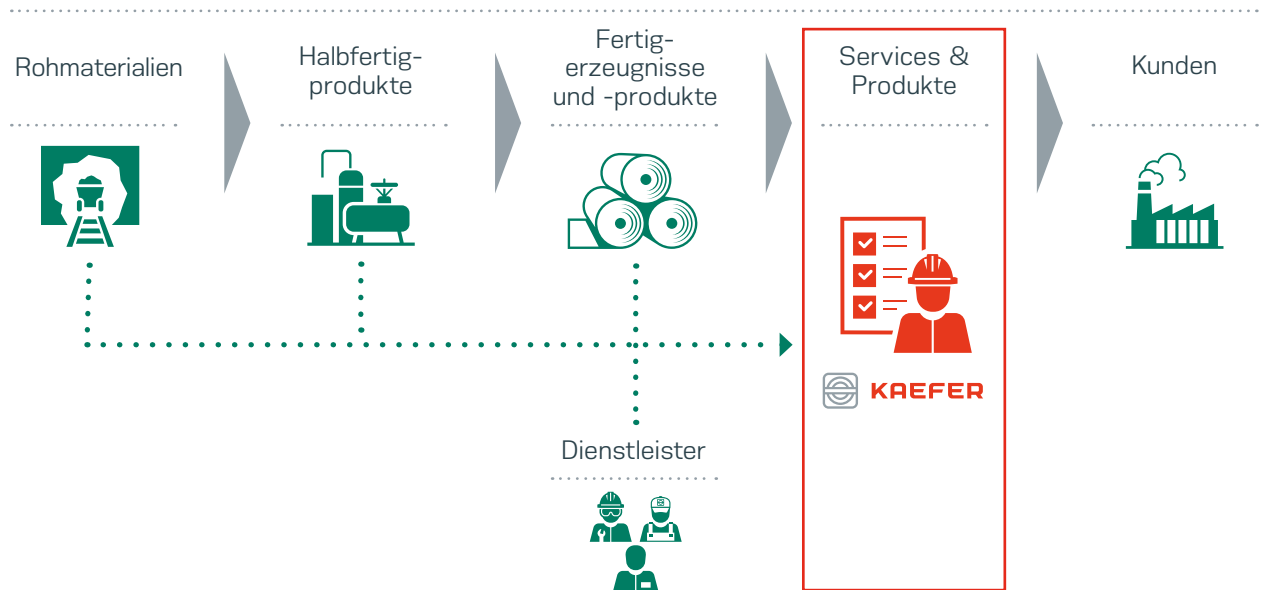 Rohmaterialien
Halbfertig-
produkte
Fertig-
erzeugnisse
und -produkte
Services &
Produkte
Kunden
KAEFER
Dienstleister